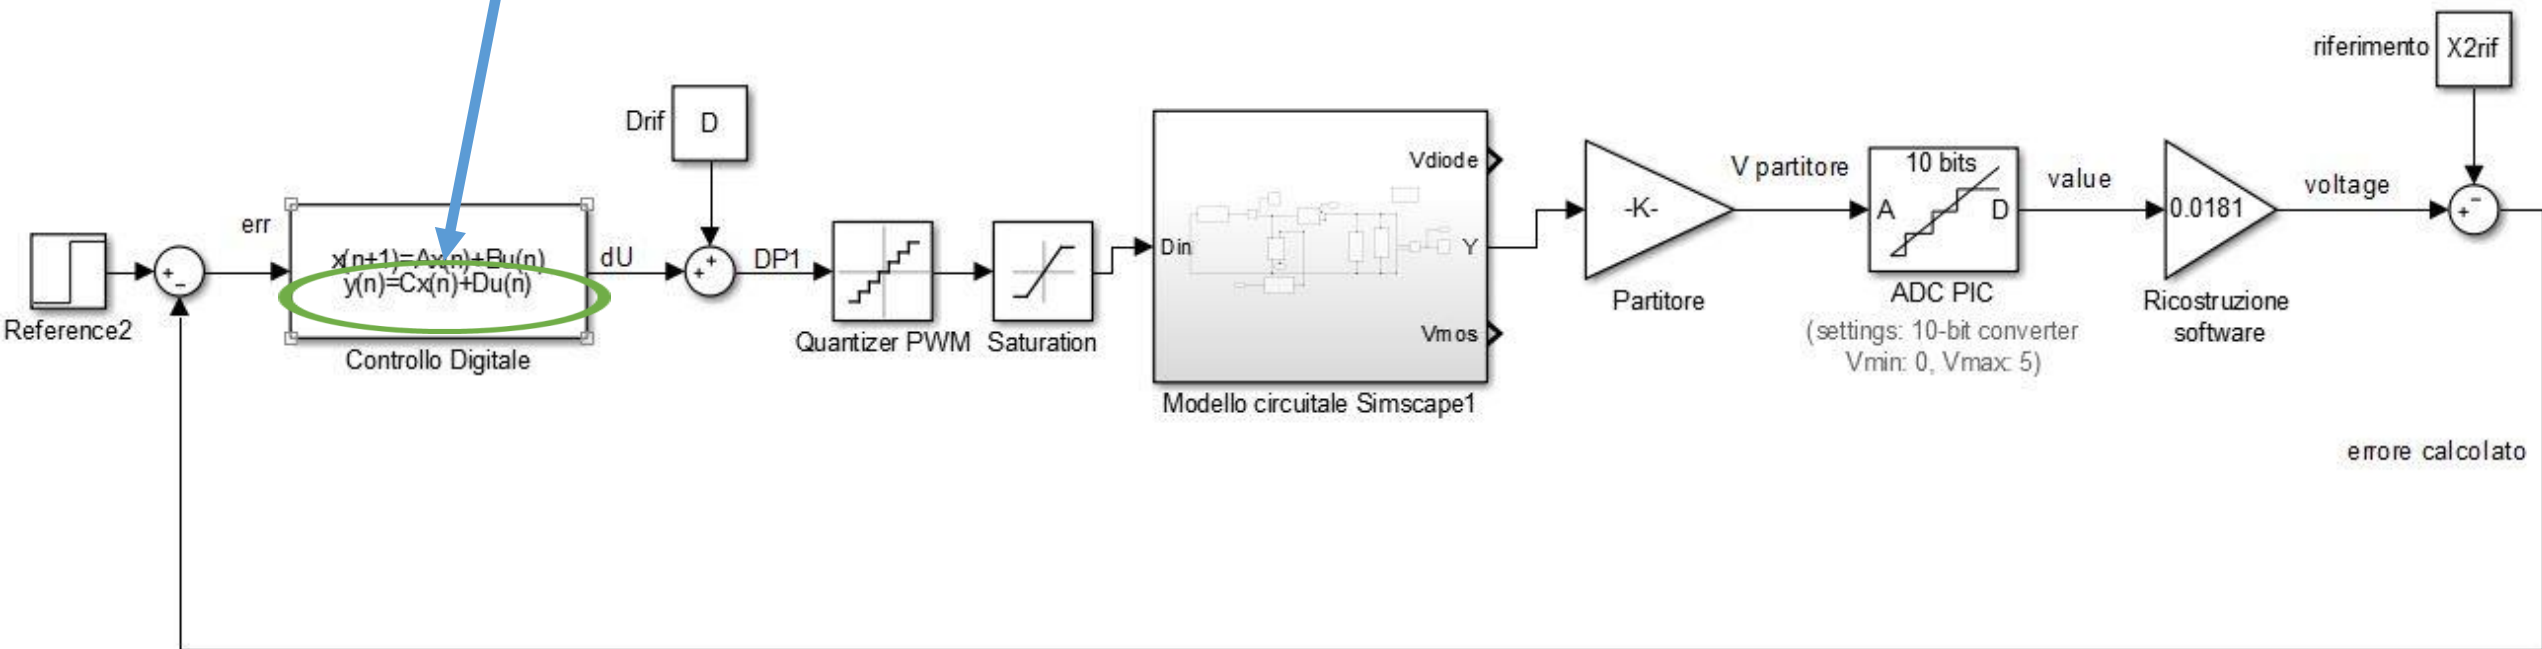 riferimento
X2rif
Drif
D
Vdiode
Din
Y
Vmos
Modello circuitale Simscape1
-K-
Partitore
V partitore
10 bits
A
D
ADC PIC
(settings: 10-bit converter
Vmin: 0, Vmax: 5)
value
0.0181
Ricostruzione
software
voltage
err
x(n+1)=Ax(n)+Bu(n)
y(n)=Cx(n)+Du(n)
Controllo Digitale
dU
DP1
Quantizer PWM
Saturation
Reference2
errore calcolato